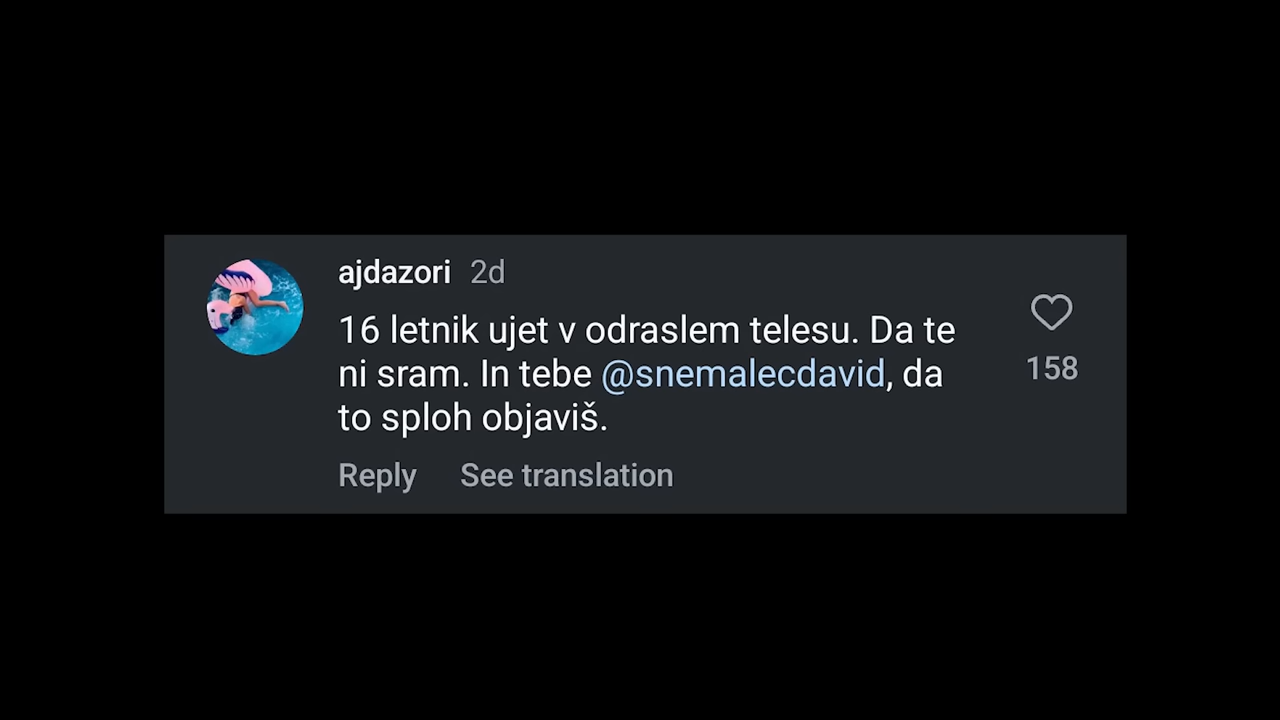 ajdazori 2d
16 letnik ujet v odraslem telesu. Da te
ni sram. In tebe @snemalecdavid, da
to sploh objaviš.
158
Reply See translation